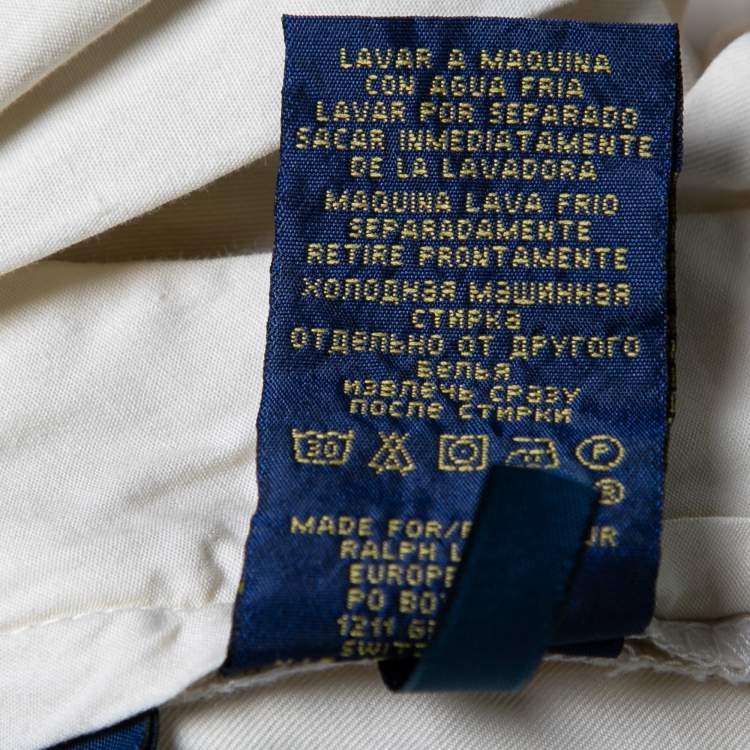 LAVAR A MAQUINA
CON AGUA FRIA
LAVAR POR SEPARADO
SACAR INMEDIATAMENTE
DE LA LAVADORA
MAQUINA LAVA FRIO
SEPARADAMENTE
RETIRE PRONTAMENTE
ХОЛОДНАЯ МАШИННАЯ
СТИРКА
ОТДЕЛЬНО ОТ ДРУГОГО
БЕЛЬЯ
ИЗВЛЕЧЬ СРАЗУ
ПОСЛЕ СТИРКИ
30 P
R
MADE FOR/
RALPH
EUROPE
PO
1211